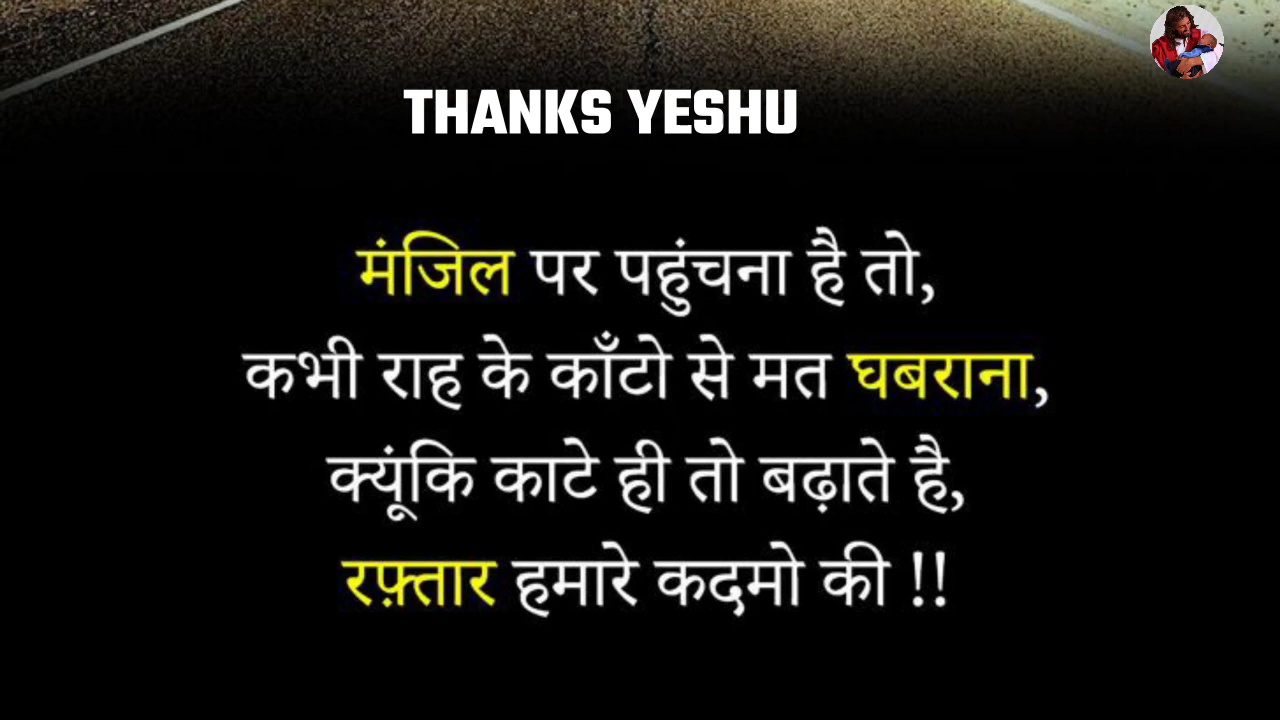 THANKS YESHU
मंजिल पर पहुंचना है तो,
कभी राह के काँटो से मत घबराना,
क्यूंकि काटे ही तो बढ़ाते है,
रफ़्तार हमारे कदमो की !!